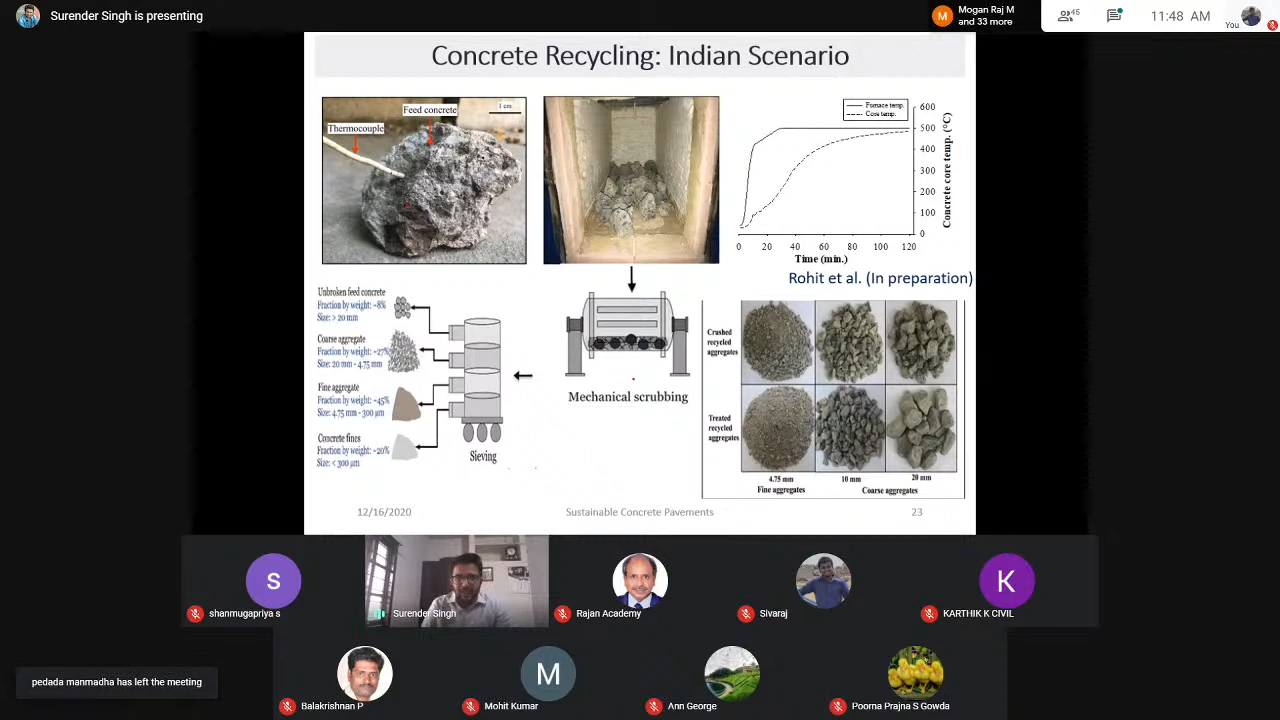 Surender Singh is presenting
M
Mogan Raj M
and 33 more
45
11:48 AM
You
Concrete Recycling: Indian Scenario
Feed concrete
1 cm
Thermocouple
Furnace temp.
Core temp.
600
500
400
300
200
100
0
Concrete core temp. (°C)
0 20 40 60 80 100 120
Time (min.)
Rohit et al. (In preparation)
Unbroken feed concrete
Fraction by weight: ~8%
Size: > 20 mm
Coarse aggregate
Fraction by weight: ~27%
Size: 20 mm - 4.75 mm
Fine aggregate
Fraction by weight: ~45%
Size: 4.75 mm - 300 μm
Concrete fines
Fraction by weight: ~20%
Size: < 300 μm
Sieving
Mechanical scrubbing
Crushed
recycled
aggregates
Treated
recycled
aggregates
4.75 mm 10 mm 20 mm
Fine aggregates Coarse aggregates
12/16/2020 Sustainable Concrete Pavements 23
s
K
shanmugapriya s
Surender Singh
Rajan Academy
Sivaraj
KARTHIK K CIVIL
M
pedada manmadha has left the meeting
Balakrishnan P
Mohit Kumar
Ann George
Poorna Prajna S Gowda